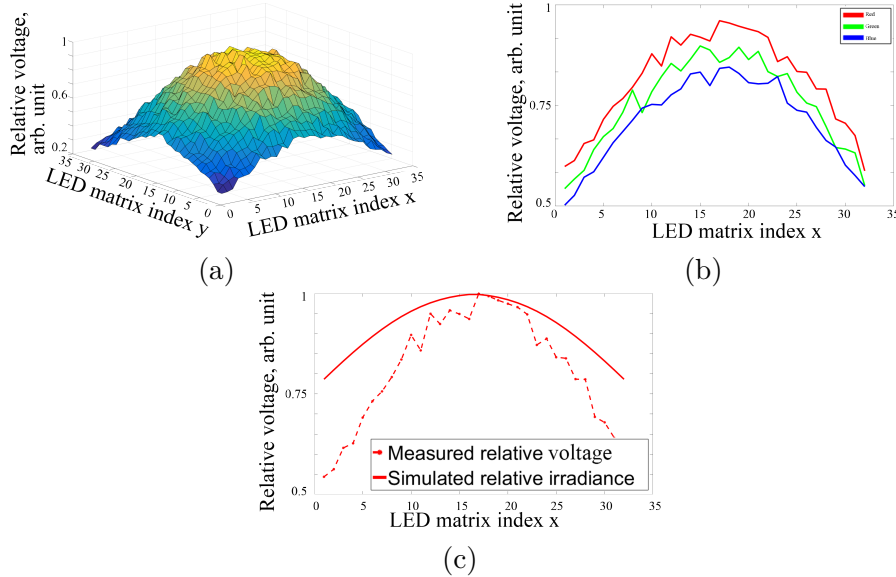 Relative voltage,
arb. unit
1
0.6
0.2
35
30
25
20
15
10
5
0
LED matrix index y
0
5
10
15
20
25
30
35
LED matrix index x
(a)
Relative voltage, arb. unit
1
0.75
0.5
0
5
10
15
20
25
30
35
LED matrix index x
Red
Green
Blue
(b)
Relative voltage, arb. unit
1
0.75
0.5
0
5
10
15
20
25
30
35
LED matrix index x
Measured relative voltage
Simulated relative irradiance
(c)